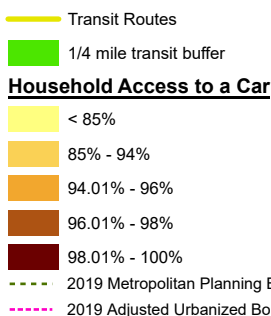 Transit Routes
1/4 mile transit buffer
Household Access to a Car
< 85%
85% - 94%
94.01% - 96%
96.01% - 98%
98.01% - 100%
2019 Metropolitan Planning
2019 Adjusted Urbanized